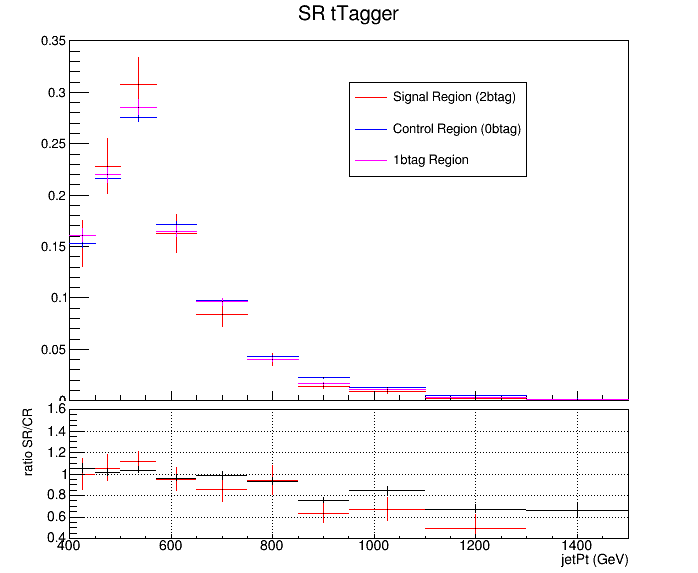 SR tTagger
0.35
0.3
0.25
0.2
0.15
0.1
0.05
0
Signal Region (2btag)
Control Region (0btag)
1btag Region
1.6
1.4
1.2
1
0.8
0.6
0.4
ratio SR/CR
400 600 800 1000 1200 1400
jetPt (GeV)